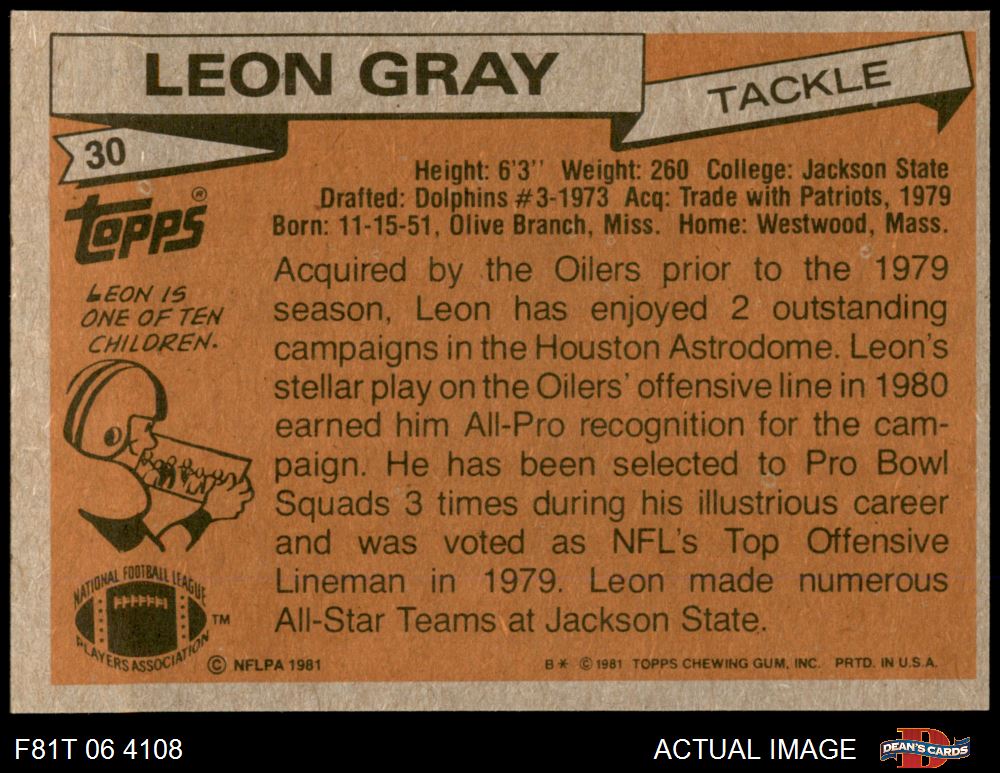 LEON GRAY
TACKLE
30
Height: 6'3'' Weight: 260 College: Jackson State
Drafted: Dolphins #3-1973 Acq: Trade with Patriots, 1979
Born: 11-15-51, Olive Branch, Miss. Home: Westwood, Mass.
TOPPS®
LEON IS
ONE OF TEN
CHILDREN.
Acquired by the Oilers prior to the 1979
season, Leon has enjoyed 2 outstanding
campaigns in the Houston Astrodome. Leon's
stellar play on the Oilers' offensive line in 1980
earned him All-Pro recognition for the cam-
paign. He has been selected to Pro Bowl
Squads 3 times during his illustrious career
and was voted as NFL's Top Offensive
Lineman in 1979. Leon made numerous
All-Star Teams at Jackson State.
NATIONAL FOOTBALL LEAGUE
PLAYERS ASSOCIATION
TM
© NFLPA 1981
B* © 1981 TOPPS CHEWING GUM, INC. PRTD. IN U.S.A.
F81T 06 4108
ACTUAL IMAGE
D
DEAN'S CARDS